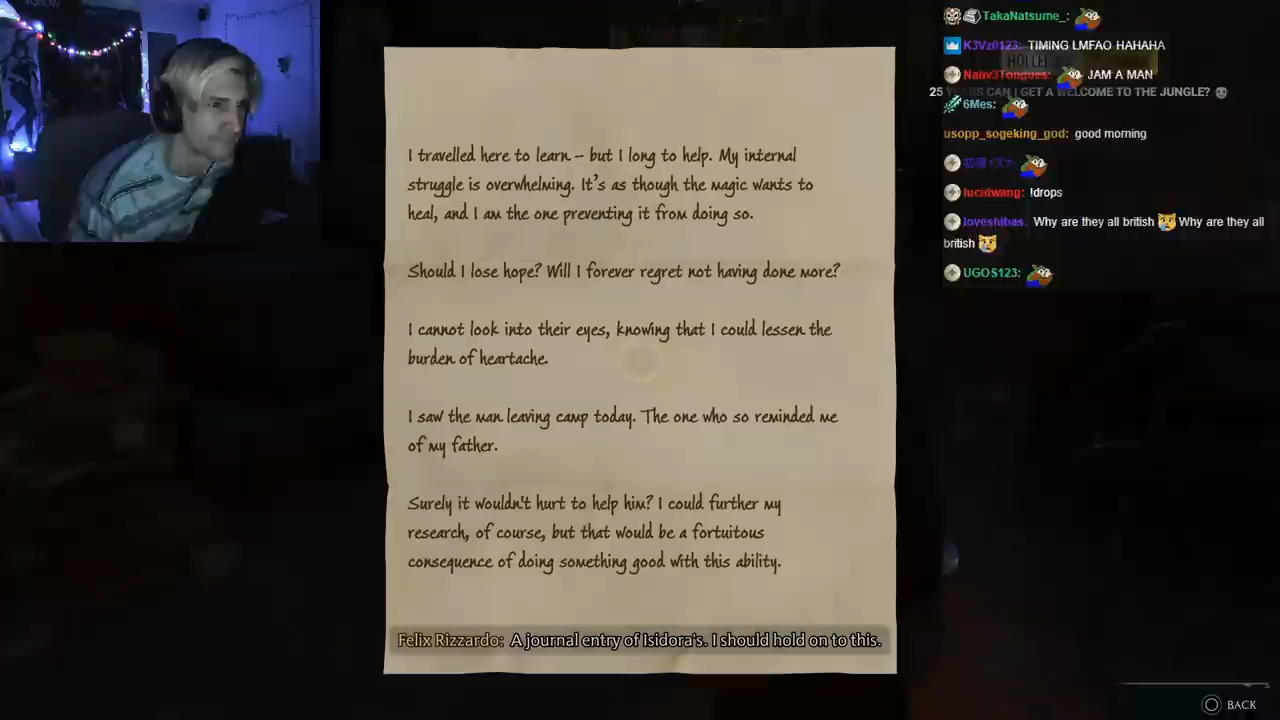 TakaNatsume_:
K3Vz0123: TIMING LMFAO HAHAHA
JAM A MAN
25 YEARS CAN I GET A WELCOME TO THE JUNGLE?
6Mes:
usopp_sogeking_god: good morning
lucidwang: !drops
loveshibas: Why are they all british 😿 Why are they all
british 😿
UGOS123:
I travelled here to learn – but I long to help. My internal
struggle is overwhelming. It's as though the magic wants to
heal, and I am the one preventing it from doing so.
Should I lose hope? Will I forever regret not having done more?
I cannot look into their eyes, knowing that I could lessen the
burden of heartache.
I saw the man leaving camp today. The one who so reminded me
of my father.
Surely it wouldn't hurt to help him? I could further my
research, of course, but that would be a fortuitous
consequence of doing something good with this ability.
Felix Rizzardo: A journal entry of Isidora's. I should hold on to this.
BACK